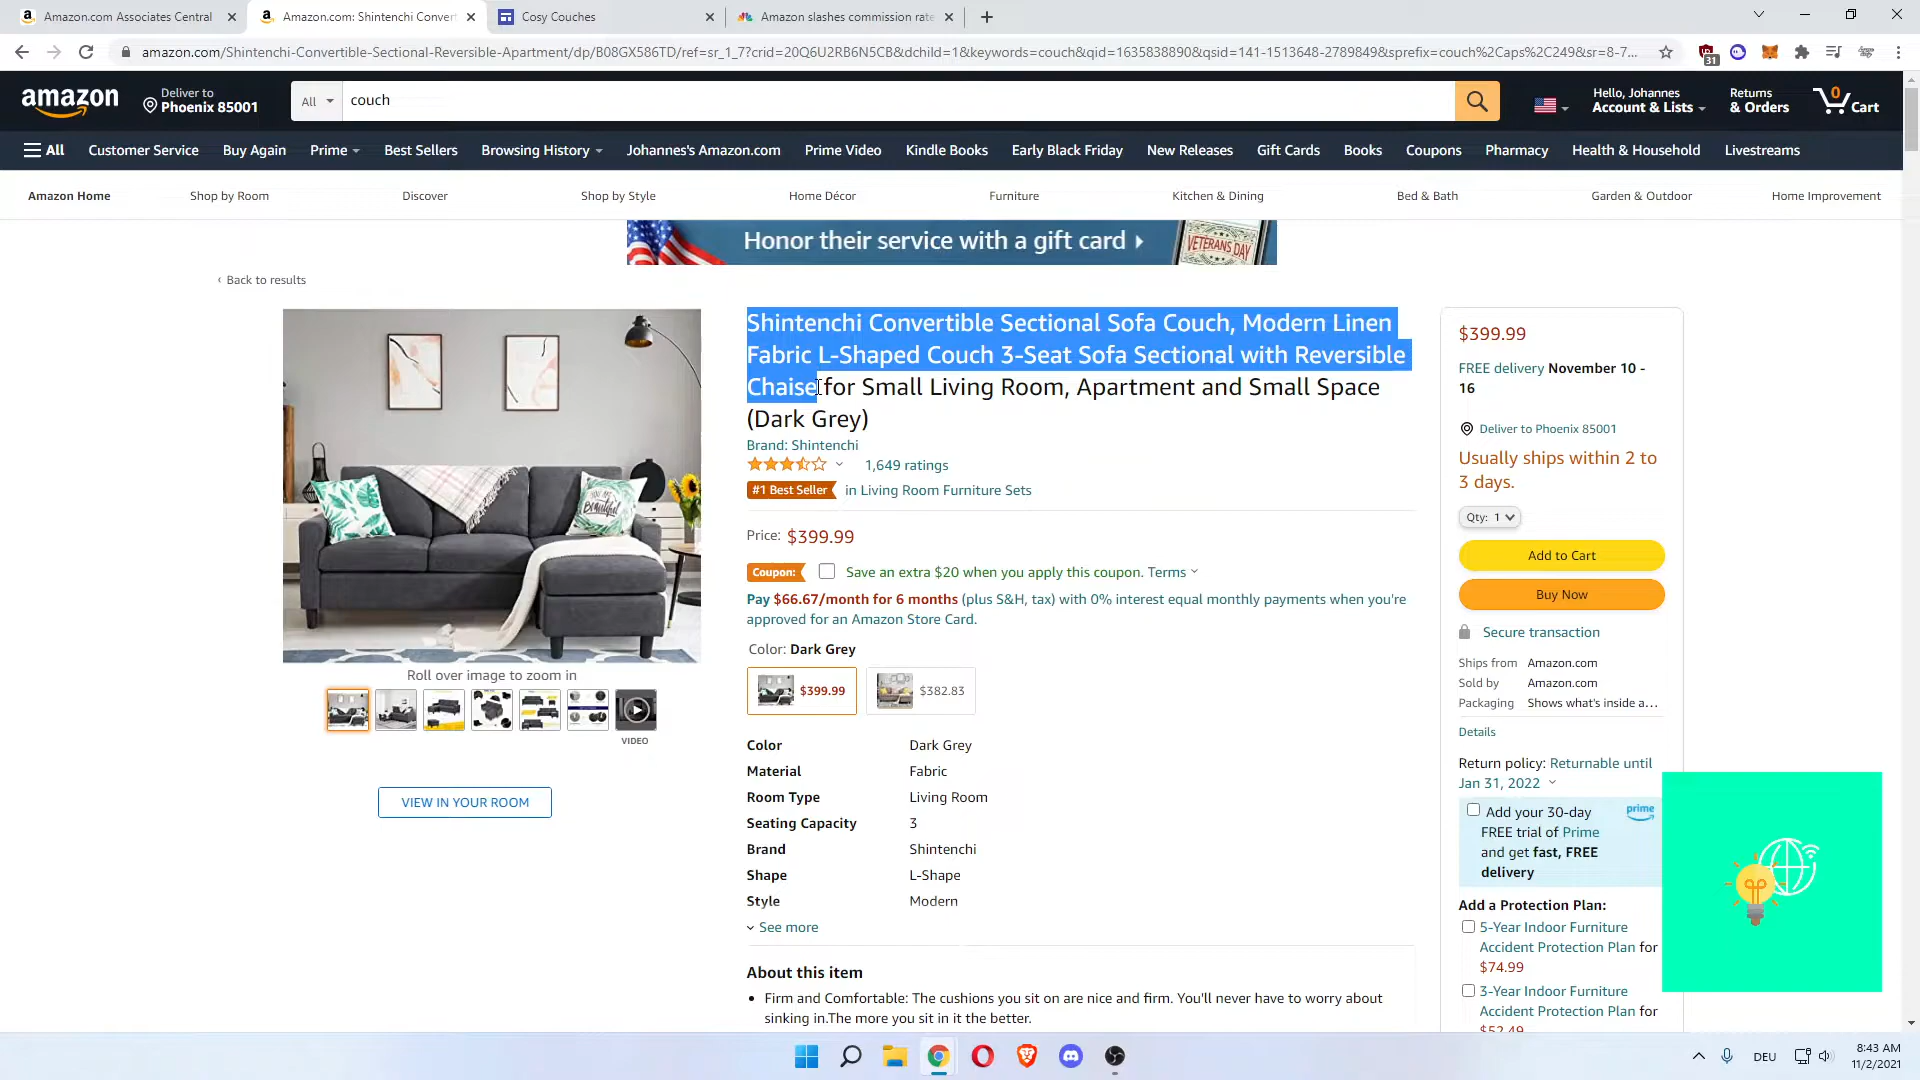 Amazon.com Associates Central
Amazon.com: Shintenchi Convert
Cosy Couches
Amazon slashes commission rate
amazon.com/Shintenchi-Convertible-Sectional-Reversible-Apartment/dp/B08GX586TD/ref=sr_1_7?crid=20Q6U2RB6N5CB&dchild=1&keywords=couch&qid=1635838890&qsid=141-1513648-2789849&sprefix=couch%2Caps%2C249&sr=8-7...
31
amazon
Deliver to
Phoenix 85001
All
couch
Hello, Johannes
Account & Lists
Returns
& Orders
0
Cart
All
Customer Service
Buy Again
Prime
Best Sellers
Browsing History
Johannes's Amazon.com
Prime Video
Kindle Books
Early Black Friday
New Releases
Gift Cards
Books
Coupons
Pharmacy
Health & Household
Livestreams
Amazon Home
Shop by Room
Discover
Shop by Style
Home Décor
Furniture
Kitchen & Dining
Bed & Bath
Garden & Outdoor
Home Improvement
Honor their service with a gift card
VETERANS DAY
‹ Back to results
Shintenchi Convertible Sectional Sofa Couch, Modern Linen
Fabric L-Shaped Couch 3-Seat Sofa Sectional with Reversible
Chaise for Small Living Room, Apartment and Small Space
(Dark Grey)
Brand: Shintenchi
1,649 ratings
#1 Best Seller
in Living Room Furniture Sets
Price: $399.99
Coupon:
Save an extra $20 when you apply this coupon. Terms
Pay $66.67/month for 6 months (plus S&H, tax) with 0% interest equal monthly payments when you're
approved for an Amazon Store Card.
Color: Dark Grey
$399.99
$382.83
Color Dark Grey
Material Fabric
Room Type Living Room
Seating Capacity 3
Brand Shintenchi
Shape L-Shape
Style Modern
See more
About this item
• Firm and Comfortable: The cushions you sit on are nice and firm. You'll never have to worry about
sinking in.The more you sit in it the better.
YOU ARE
Beautiful
Roll over image to zoom in
VIDEO
VIEW IN YOUR ROOM
$399.99
FREE delivery November 10 -
16
Deliver to Phoenix 85001
Usually ships within 2 to
3 days.
Qty: 1
Add to Cart
Buy Now
Secure transaction
Ships from Amazon.com
Sold by Amazon.com
Packaging Shows what's inside a...
Details
Return policy: Returnable until
Jan 31, 2022
Add your 30-day
FREE trial of Prime
and get fast, FREE
delivery
prime
Add a Protection Plan:
5-Year Indoor Furniture
Accident Protection Plan for
$74.99
3-Year Indoor Furniture
Accident Protection Plan for
$52.49
DEU
8:43 AM
11/2/2021